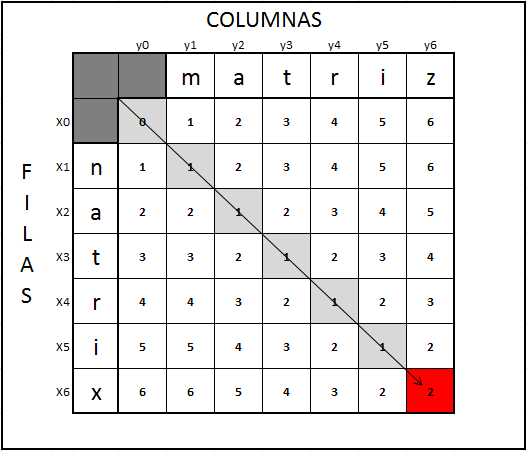 COLUMNAS
y0 y1 y2 y3 y4 y5 y6
m a t r i z
X0 0 1 2 3 4 5 6
X1 n 1 1 2 3 4 5 6
X2 a 2 2 1 2 3 4 5
X3 t 3 3 2 1 2 3 4
X4 r 4 4 3 2 1 2 3
X5 i 5 5 4 3 2 1 2
X6 x 6 6 5 4 3 2 2
FILAS